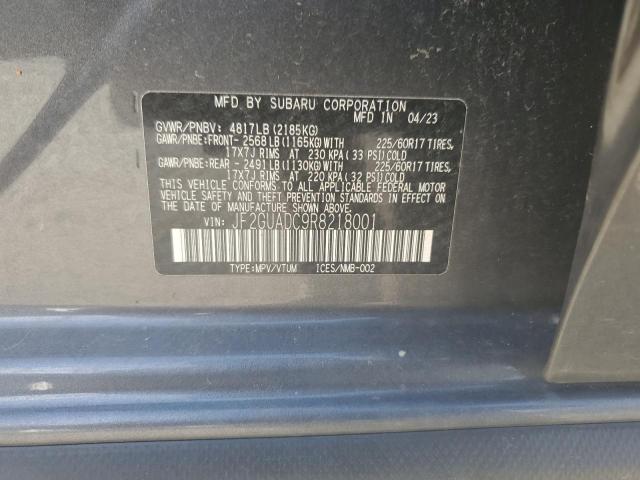 MFD BY SUBARU CORPORATION
MFD IN 04/23
GVWR/PNBV: 4817LB (2185KG)
GAWR/PNBE:FRONT- 2568LB(1165KG)WITH 225/60R17 TIRES,
17X7J RIMS AT 230 KPA(33 PSI)COLD
GAWR/PNBE:REAR - 2491LB(1130KG)WITH 225/60R17 TIRES,
17X7J RIMS AT 220 KPA(32 PSI)COLD
THIS VEHICLE CONFORMS TO ALL APPLICABLE FEDERAL MOTOR
VEHICLE SAFETY AND THEFT PREVENTION STANDARDS IN EFFECT ON
THE DATE OF MANUFACTURE SHOWN ABOVE.
VIN: JF2GUADC9R8218001
TYPE:MPV/VTUM ICES/NMB-002